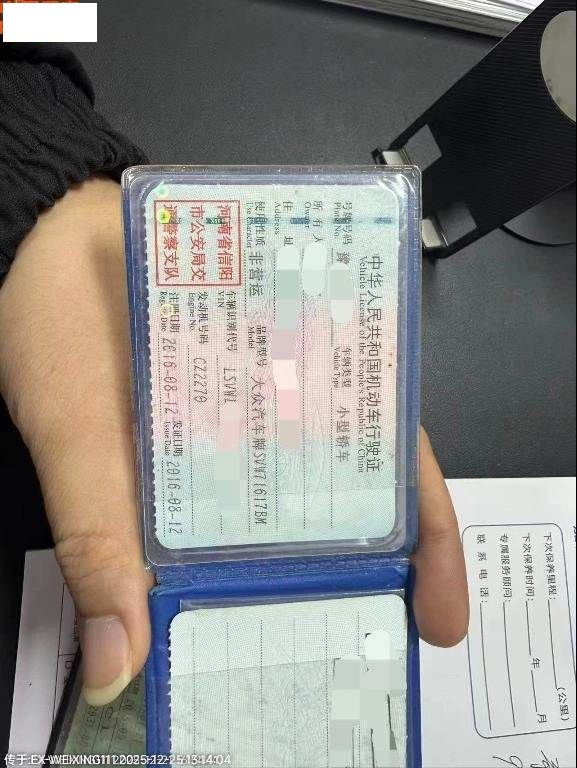 中华人民共和国机动车行驶证
Vehicle License of the People's Republic of China
号牌号码 豫
Plate No.
车辆类型 小型轿车
Vehicle Type
所有人
Owner
住址
Address
使用性质 非营运
Use Character
品牌型号 大众汽车牌SVW71617BM
Model
河南省信阳
市公安局交
通警察支队
车辆识别代号 LSVW1
VIN
发动机号码 CZ2270
Engine No.
注册日期 2016-08-12
Register Date
发证日期 2016-08-12
Issue Date
下次保养里程: (公里)
下次保养时间: 年 月
专属服务顾问:
联系电话:
传于:EX-WEIXING111 2025-12-25 13:14:04